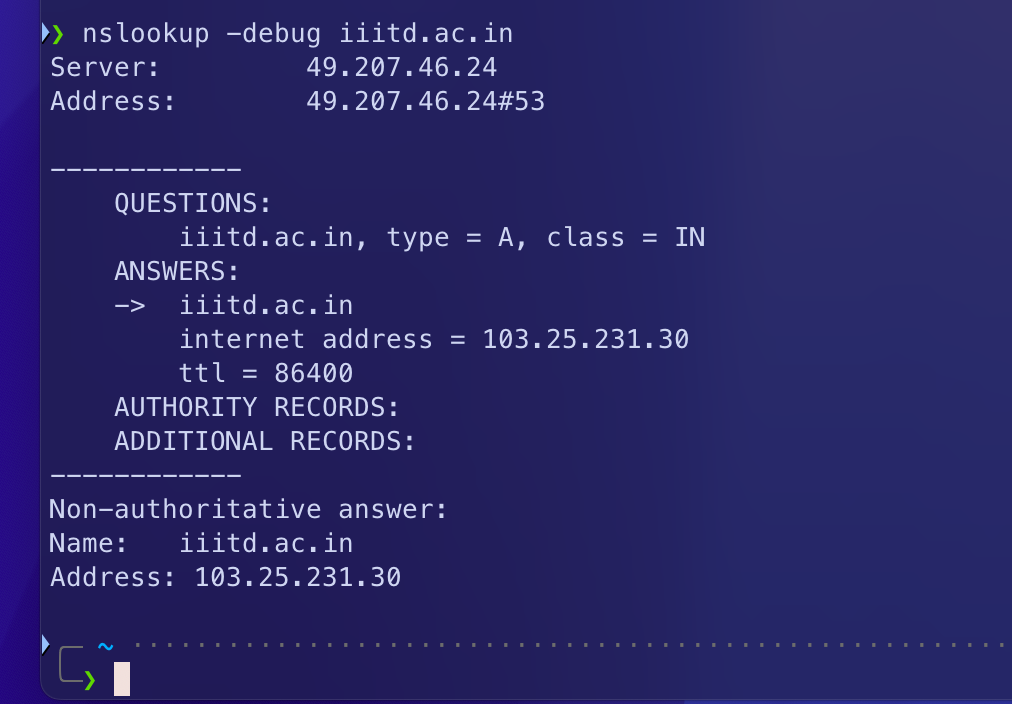 ❯ nslookup -debug iiitd.ac.in
Server:         49.207.46.24
Address:        49.207.46.24#53
------------
    QUESTIONS:
        iiitd.ac.in, type = A, class = IN
    ANSWERS:
    ->  iiitd.ac.in
        internet address = 103.25.231.30
        ttl = 86400
    AUTHORITY RECORDS:
    ADDITIONAL RECORDS:
------------
Non-authoritative answer:
Name:   iiitd.ac.in
Address: 103.25.231.30
~
❯